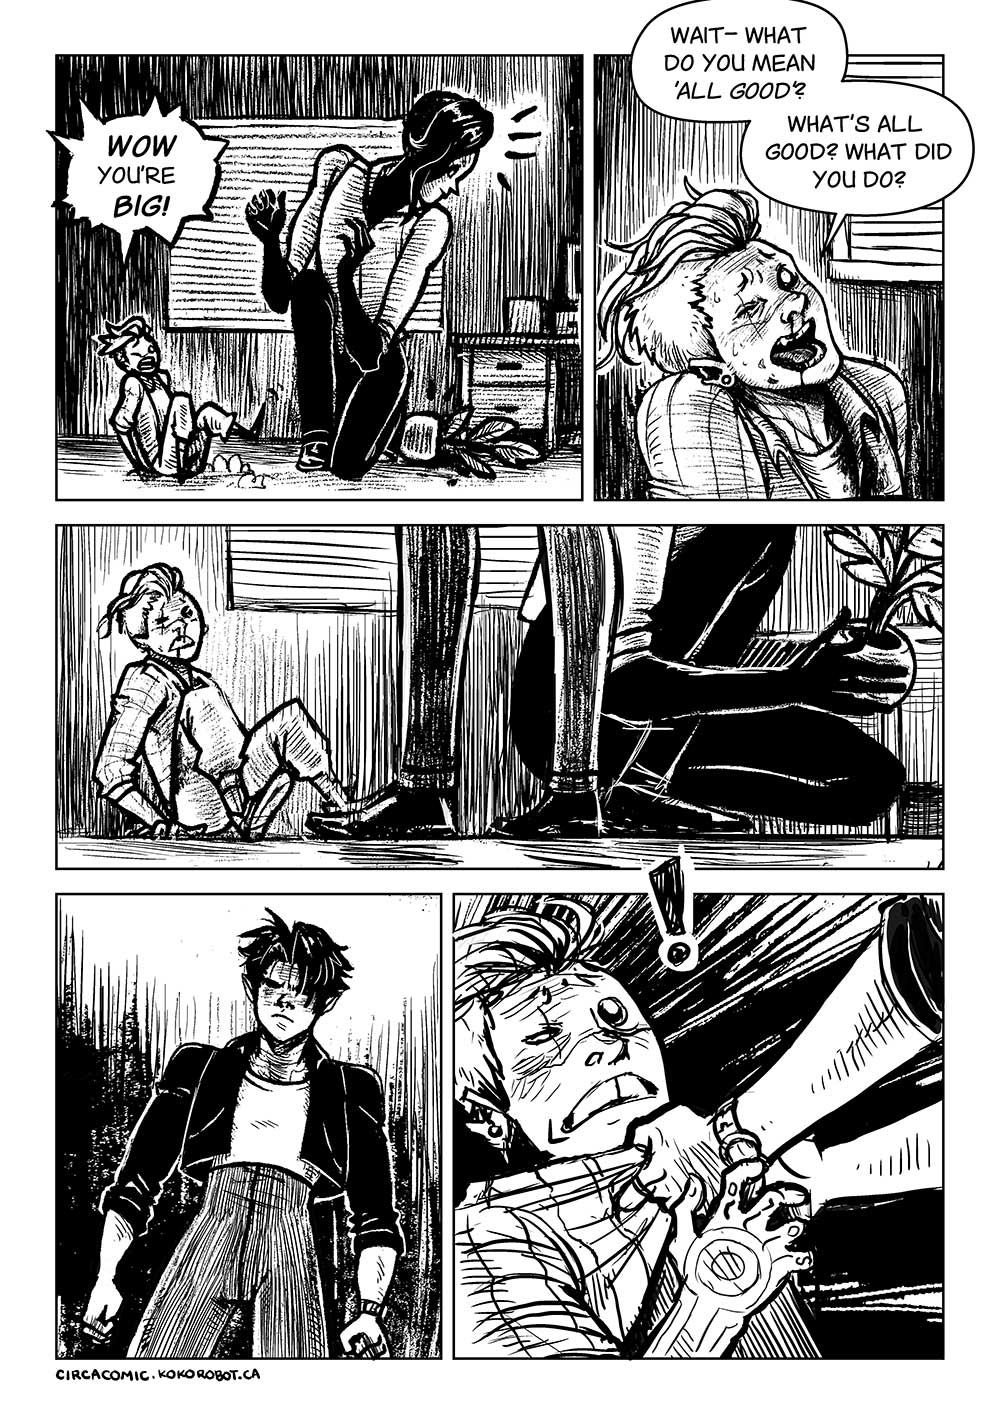 WOW
YOU'RE
BIG!
WAIT- WHAT
DO YOU MEAN
'ALL GOOD'?
WHAT'S ALL
GOOD? WHAT DID
YOU DO?
!
CIRCACOMIC.KOKOROBOT.CA